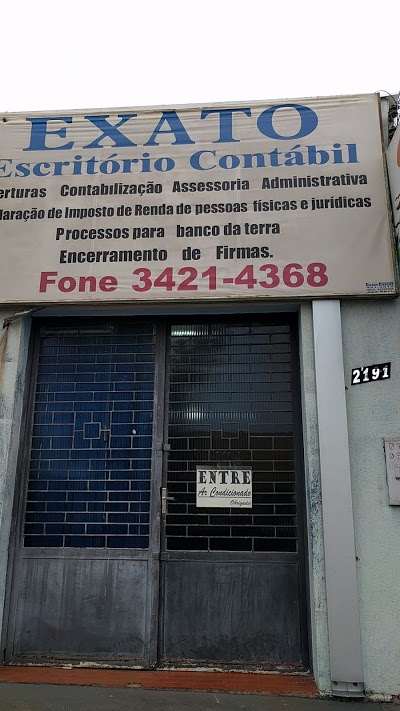 EXATO
Escritório Contábil
erturas Contabilização Assessoria Administrativa
laração de Imposto de Renda de pessoas físicas e jurídicas
Processos para banco da terra
Encerramento de Firmas.
Fone 3421-4368
2191
ENTRE
Ar Condicionado
Obrigado